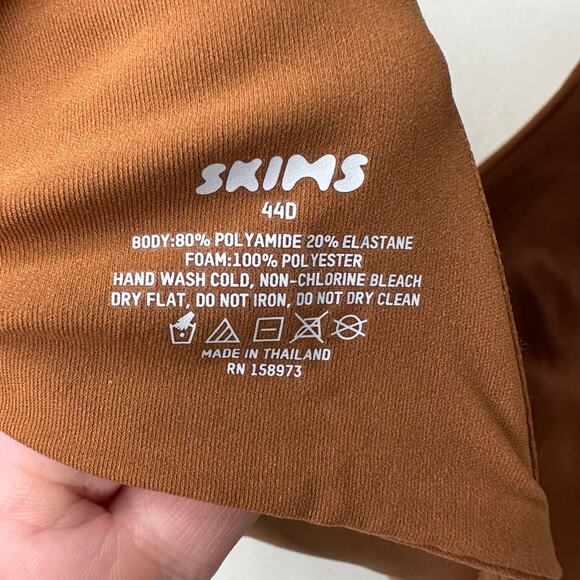 SKIMS
44D
BODY:80% POLYAMIDE 20% ELASTANE
FOAM:100% POLYESTER
HAND WASH COLD, NON-CHLORINE BLEACH
DRY FLAT, DO NOT IRON, DO NOT DRY CLEAN
MADE IN THAILAND
RN 158973